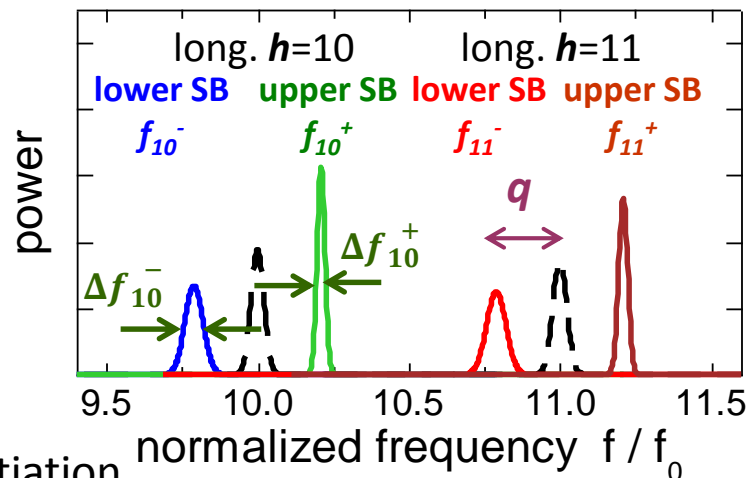 long. h=10 long. h=11
lower SB upper SB lower SB upper SB
f10- f10+ f11- f11+
q
power
Δf10- Δf10+
9.5 10.0 10.5 11.0 11.5
tiation normalized frequency f / f0